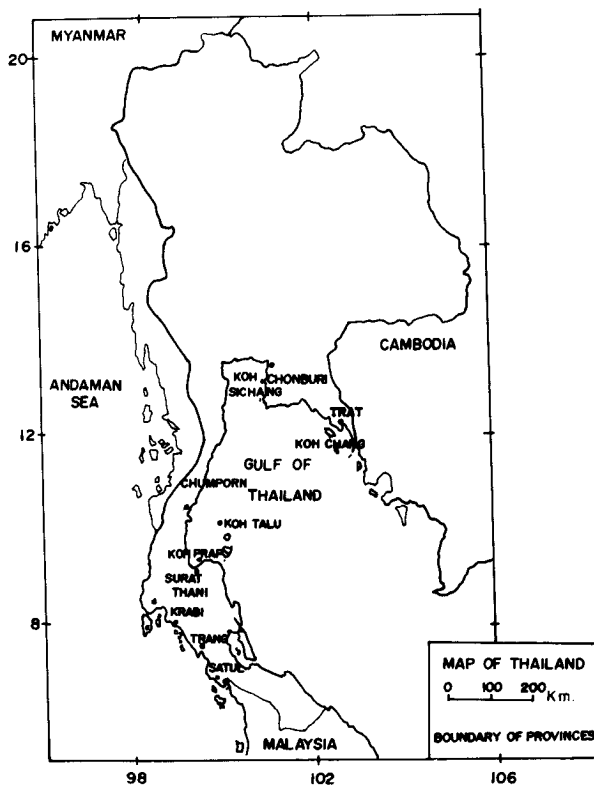 MYANMAR
20
16
CAMBODIA
KOH
SICHANG
CHONBURI
ANDAMAN
SEA
TRAT
12
KOH CHANG
GULF OF
THAILAND
CHUMPORN
KOH TALU
KOH PRAP
SURAT
THANI
8
KRABI
TRANG
SATUL
MAP OF THAILAND
0 100 200 Km.
BOUNDARY OF PROVINCES
MALAYSIA
98 102 106